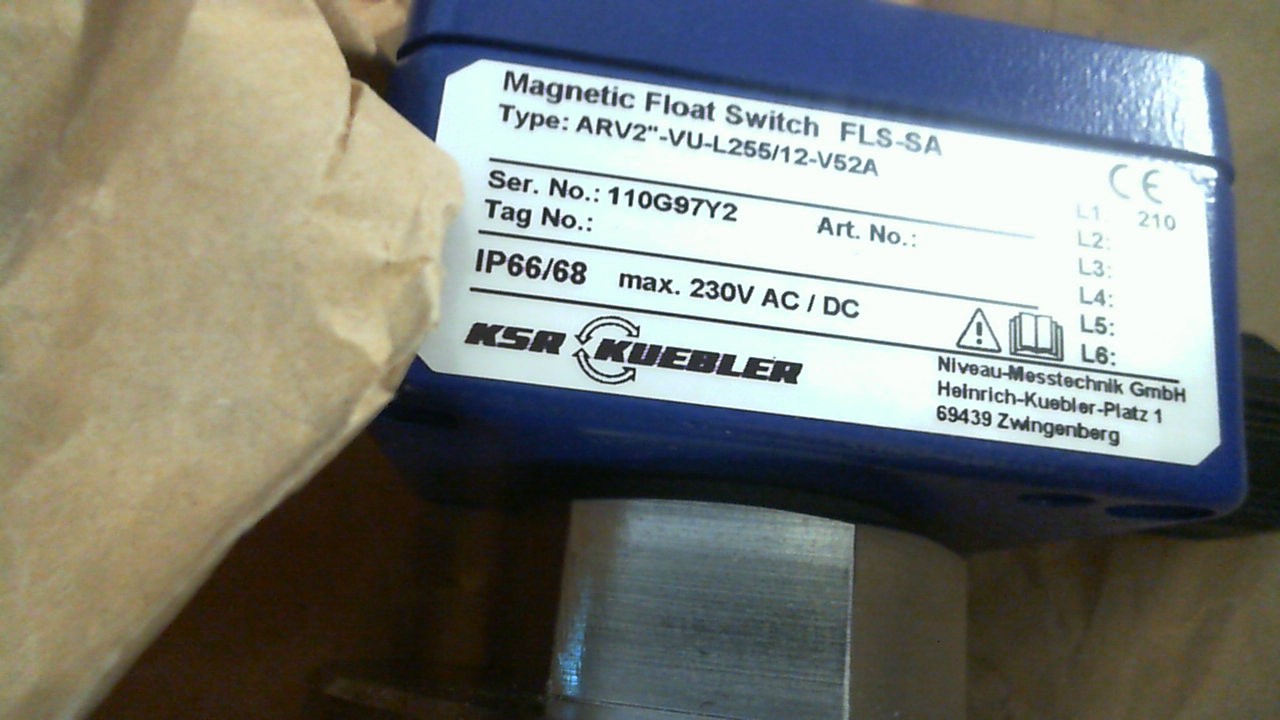 Magnetic Float Switch FLS-SA
Type: ARV2"-VU-L255/12-V52A
CE
Ser. No.: 110G97Y2
Art. No.:
Tag No.:
L1: 210
L2:
L3:
L4:
L5:
L6:
IP66/68 max. 230V AC / DC
KSR KUEBLER
Niveau-Messtechnik GmbH
Heinrich-Kuebler-Platz 1
69439 Zwingenberg